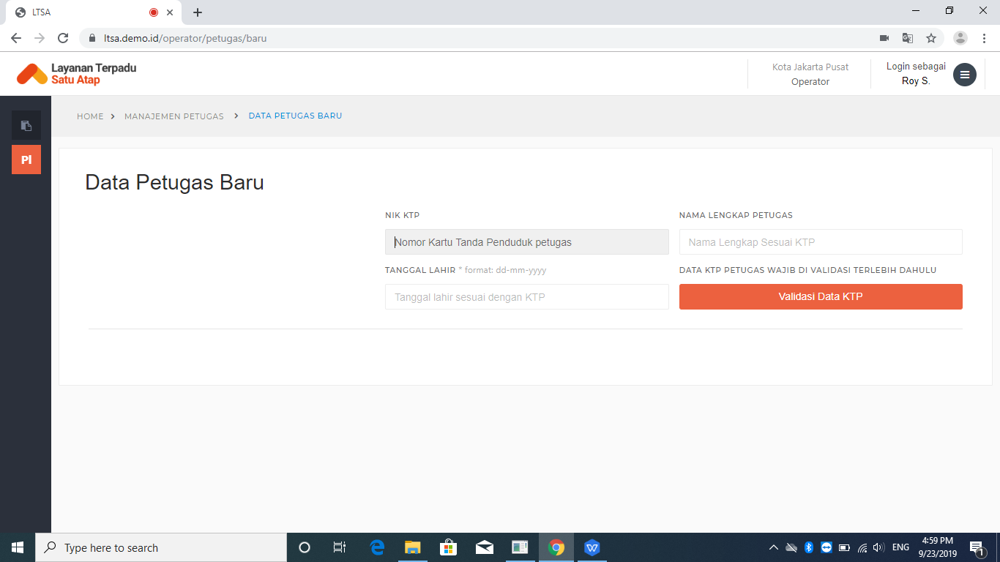 LTSA
ltsa.demo.id/operator/petugas/baru
Layanan Terpadu
Satu Atap
Kota Jakarta Pusat
Operator
Login sebagai
Roy S.
HOME
MANAJEMEN PETUGAS
DATA PETUGAS BARU
Pl
Data Petugas Baru
NIK KTP
NAMA LENGKAP PETUGAS
Nomor Kartu Tanda Penduduk petugas
Nama Lengkap Sesuai KTP
TANGGAL LAHIR * format: dd-mm-yyyy
DATA KTP PETUGAS WAJIB DI VALIDASI TERLEBIH DAHULU
Tanggal lahir sesuai dengan KTP
Validasi Data KTP
Type here to search
ENG
4:59 PM
9/23/2019
1